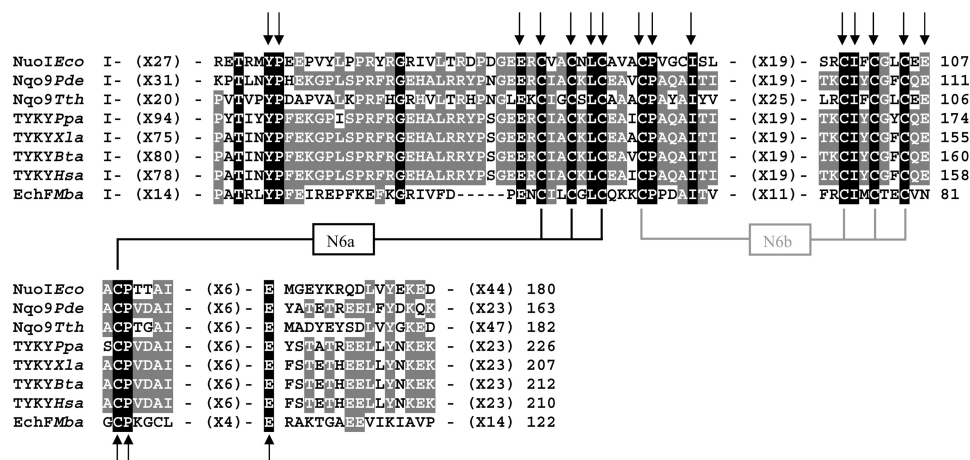 NuoIEco I- (X27) - RETRMYPEEPVYLPPRYRGRIVLTRDPDGEERCVACNLCAVACPVGCISL - (X19) - SRCIFCGLCEE 107
Nqo9Pde I- (X31) - KPTLNYPHEKGPLSPRFRGEHALRRYPNGEERCIACKLCEAICPAQAITI - (X19) - TKCIYCGFCQE 111
Nqo9Tth I- (X20) - PVTVPYPDAPVALKPRFHGRHVLTRHPNGLEKCIGCSLCAAACPAYAIYV - (X25) - LRCIFCGLCEE 106
TYKYPpa I- (X94) - PYTIYYPFEKGPISPRFRGEHALRRYPSGEERCIACKLCEAICPAQAITI - (X19) - TKCIYCGYCQE 174
TYKYXla I- (X75) - PATINYPFEKGPLSPRFRGEHALRRYPSGEERCIACKLCEAICPAQAITI - (X19) - TKCIYCGFCQE 155
TYKYBta I- (X80) - PATINYPFEKGPLSPRFRGEHALRRYPSGEERCIACKLCEAVCPAQAITI - (X19) - TKCIYCGFCQE 160
TYKYHsa I- (X78) - PATINYPFEKGPLSPRFRGEHALRRYPSGEERCIACKLCEAICPAQAITI - (X19) - TKCIYCGFCQE 158
EchFMba I- (X14) - PATRLYPFEIREPFKEFKGRIVFD-----PENCILCGLCQKKCPPDAITV - (X11) - FRCIMCTECVN 81
N6a N6b
NuoIEco ACPTTAI - (X6)- E MGEYKRQDLVYEKED - (X44) 180
Nqo9Pde ACPVDAI - (X6)- E YATETREELFYDKQK - (X23) 163
Nqo9Tth ACPTGAI - (X6)- E MADYEYSDLVYGKED - (X47) 182
TYKYPpa SCPVDAI - (X6)- E YSTATREELLYNKEK - (X23) 226
TYKYXla ACPVDAI - (X6)- E FSTETHEELLYNKEK - (X23) 207
TYKYBta ACPVDAI - (X6)- E FSTETHEELLYNKEK - (X23) 212
TYKYHsa ACPVDAI - (X6)- E FSTETHEELLYNKEK - (X23) 210
EchFMba GCPKGCL - (X4)- E RAKTGAEEVIKIAVP - (X14) 122